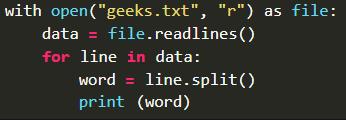 with open("geeks.txt", "r") as file:
    data = file.readlines()
    for line in data:
        word = line.split()
        print (word)